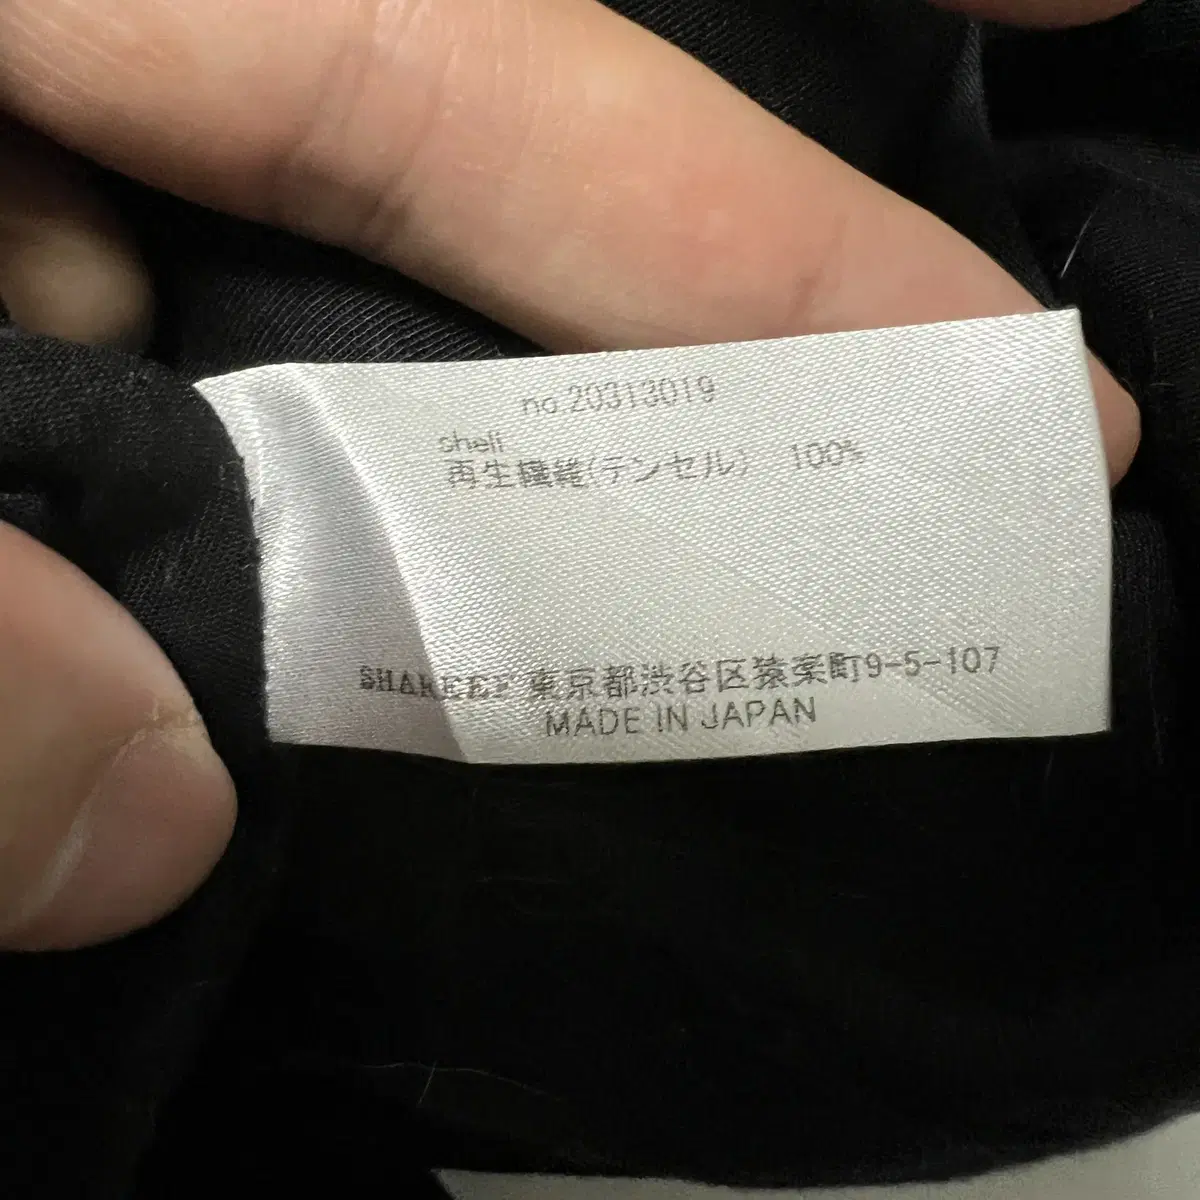 no.20313019
shell
再生繊維(テンセル) 100%
SHAREEF 東京都渋谷区猿楽町9-5-107
MADE IN JAPAN